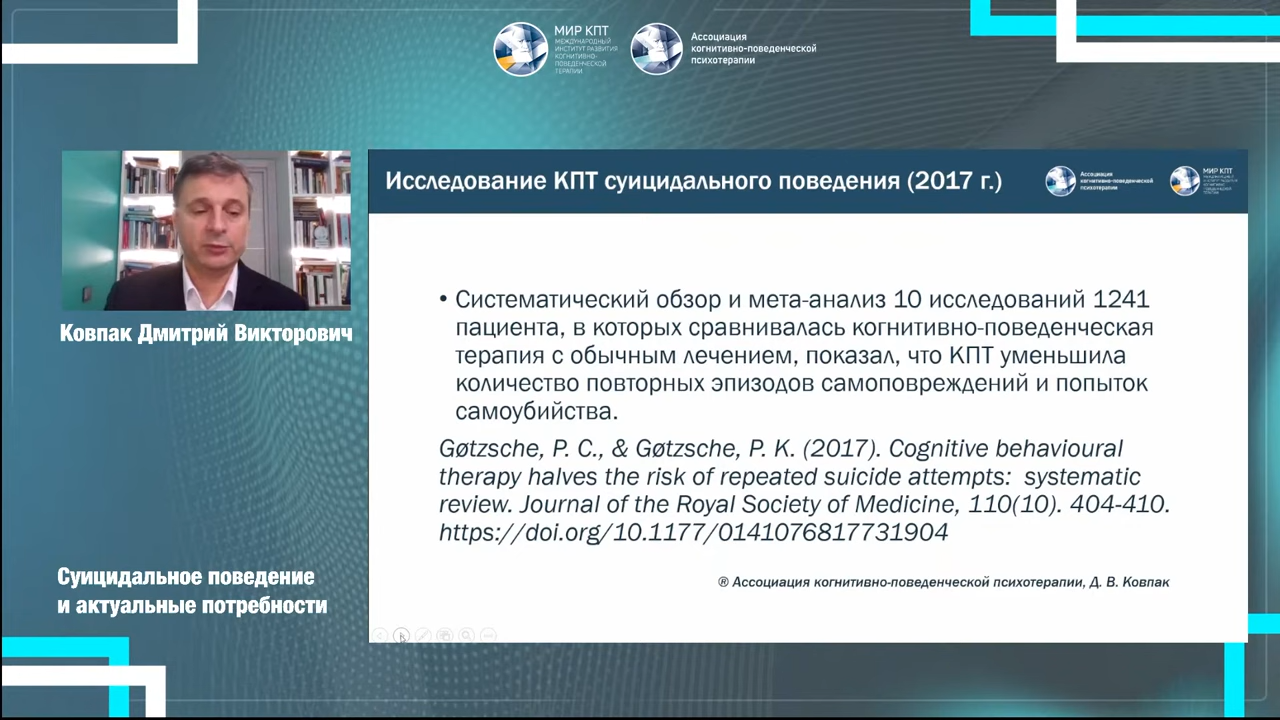 МИР КПТ
МЕЖДУНАРОДНЫЙ
ИНСТИТУТ РАЗВИТИЯ
КОГНИТИВНО-
ПОВЕДЕНЧЕСКОЙ
ТЕРАПИИ
Ассоциация
когнитивно-поведенческой
психотерапии
Исследование КПТ суицидального поведения (2017 г.)
Ассоциация
когнитивно-поведенческой
психотерапии
МИР КПТ
Ковпак Дмитрий Викторович
• Систематический обзор и мета-анализ 10 исследований 1241
пациента, в которых сравнивалась когнитивно-поведенческая
терапия с обычным лечением, показал, что КПТ уменьшила
количество повторных эпизодов самоповреждений и попыток
самоубийства.
Gøtzsche, P. C., & Gøtzsche, P. K. (2017). Cognitive behavioural
therapy halves the risk of repeated suicide attempts: systematic
review. Journal of the Royal Society of Medicine, 110(10). 404-410.
https://doi.org/10.1177/0141076817731904
® Ассоциация когнитивно-поведенческой психотерапии, Д. В. Ковпак
Суицидальное поведение
и актуальные потребности